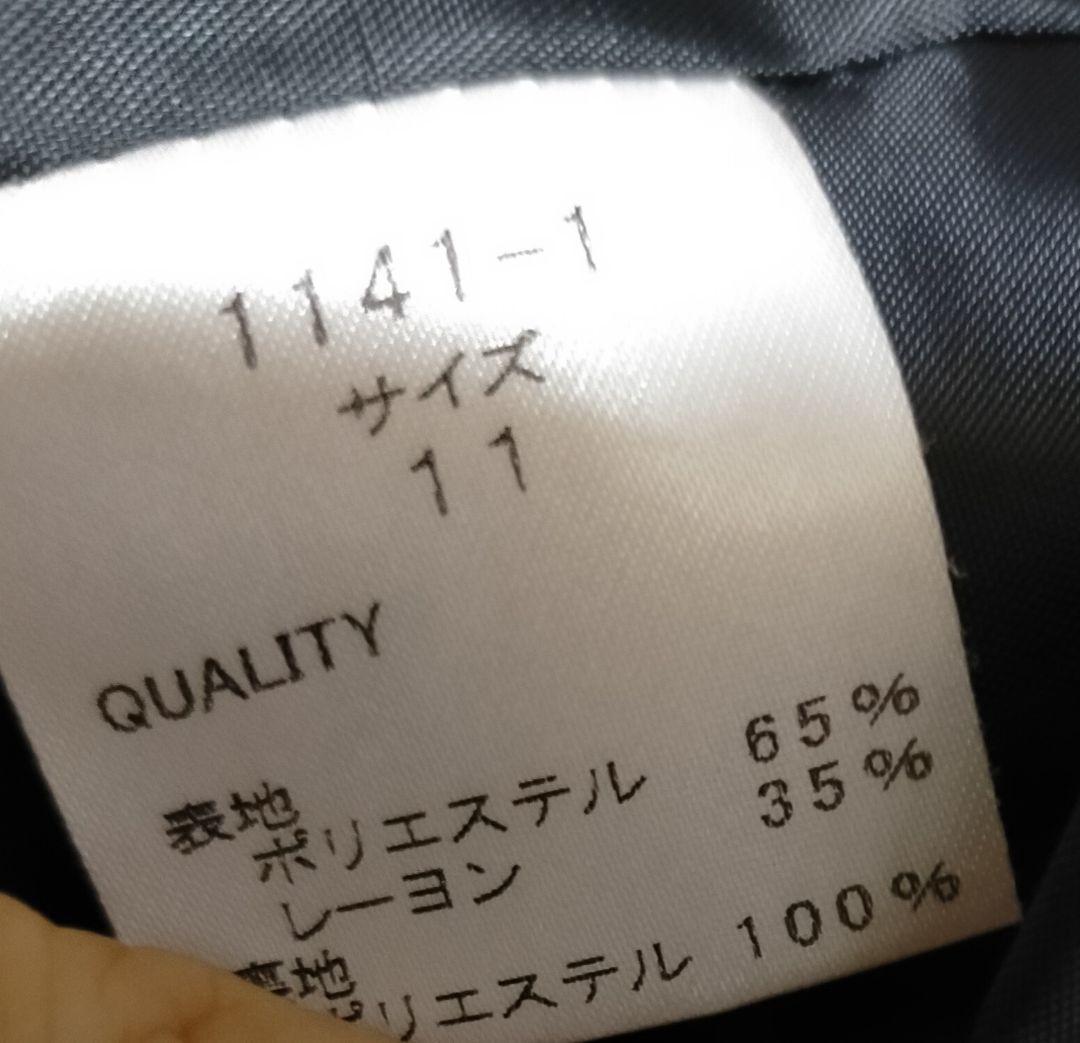 1141-1
サイズ
11
QUALITY
表地
ポリエステル 65%
レーヨン 35%
裏地
ポリエステル 100%